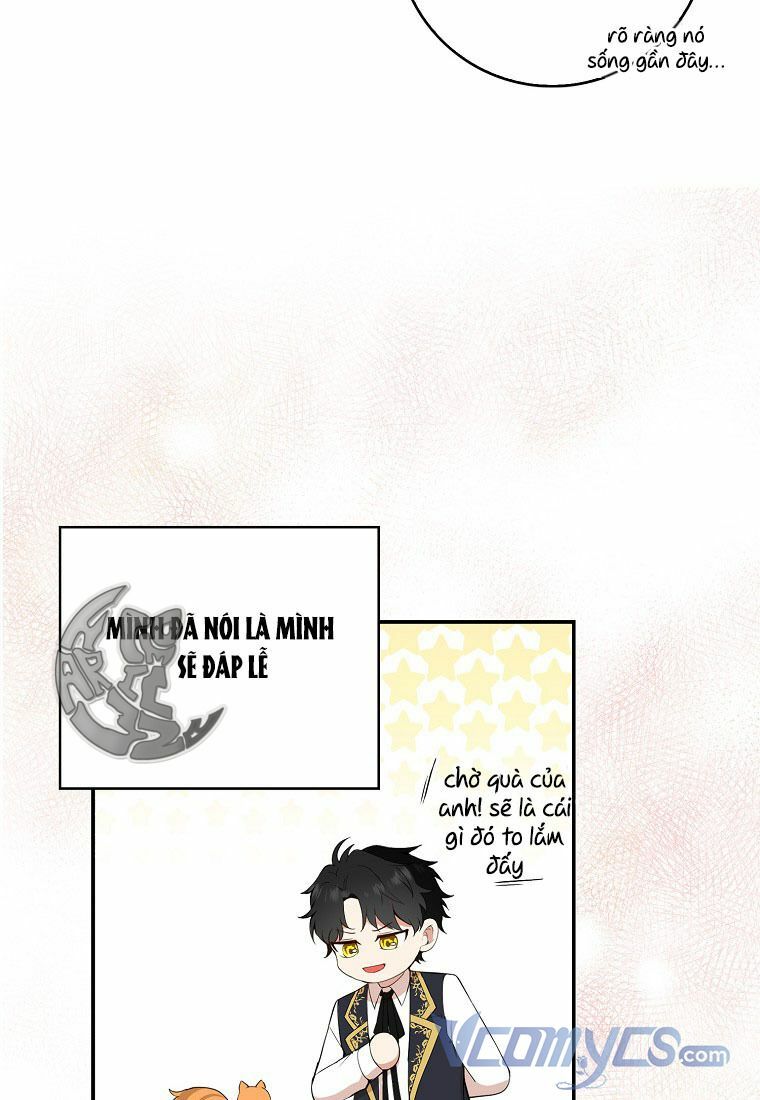 rõ ràng nó
sống gần đây...
MÌNH ĐÃ NÓI LÀ MÌNH
SẼ ĐÁP LỄ
chờ quà của
anh! sẽ là cái
gì đó to lắm
đấy
VCOMYCS.com